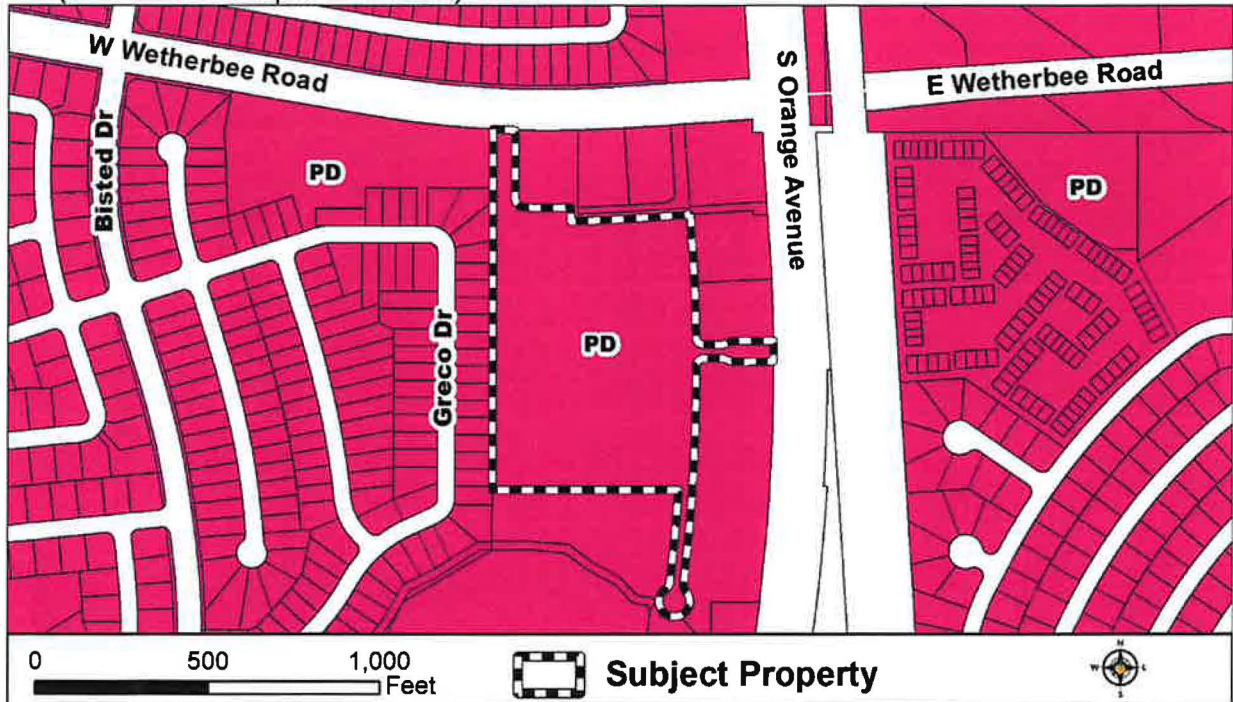 W Wetherbee Road
E Wetherbee Road
S Orange Avenue
Bisted Dr
PD
PD
Greco Dr
PD
0 500 1,000
Feet
Subject Property
N
W
S